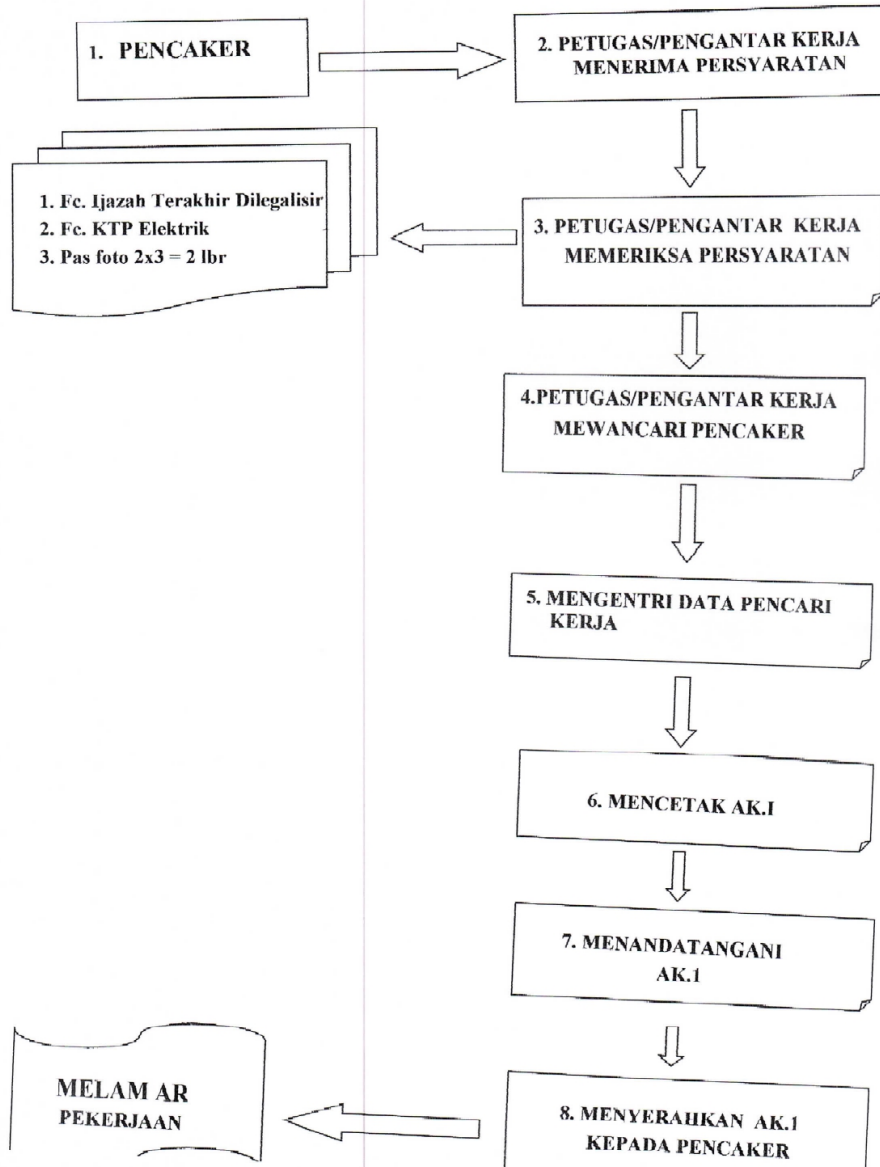 1. PENCAKER
2. PETUGAS/PENGANTAR KERJA
MENERIMA PERSYARATAN
1. Fc. Ijazah Terakhir Dilegalisir
2. Fc. KTP Elektrik
3. Pas foto 2x3 = 2 lbr
3. PETUGAS/PENGANTAR KERJA
MEMERIKSA PERSYARATAN
4.PETUGAS/PENGANTAR KERJA
MEWANCARI PENCAKER
5. MENGENTRI DATA PENCARI
KERJA
6. MENCETAK AK.I
7. MENANDATANGANI
AK.1
8. MENYERAHKAN AK.1
KEPADA PENCAKER
MELAM AR
PEKERJAAN